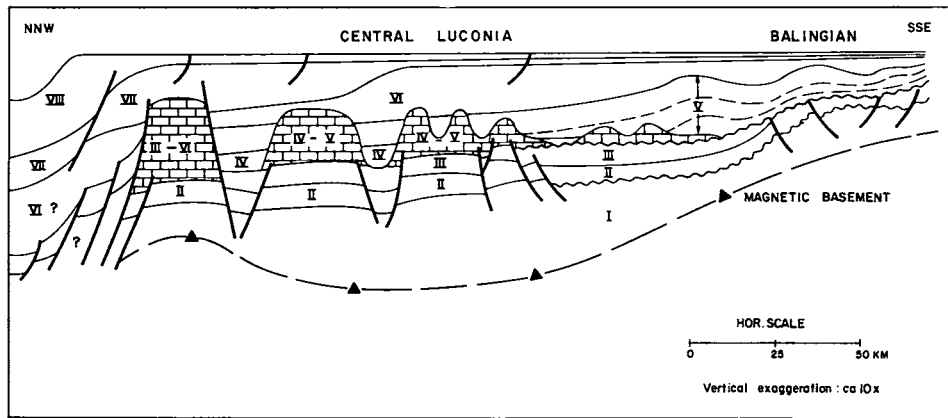 NNW
CENTRAL LUCONIA
BALINGIAN
SSE
VIII
VII
VI
V
III - VI
IV
IV - V
IV
IV V
III
III
II
VII
II
II
II
VI ?
?
I
MAGNETIC BASEMENT
HOR. SCALE
0 25 50 KM
Vertical exaggeration : ca 10x